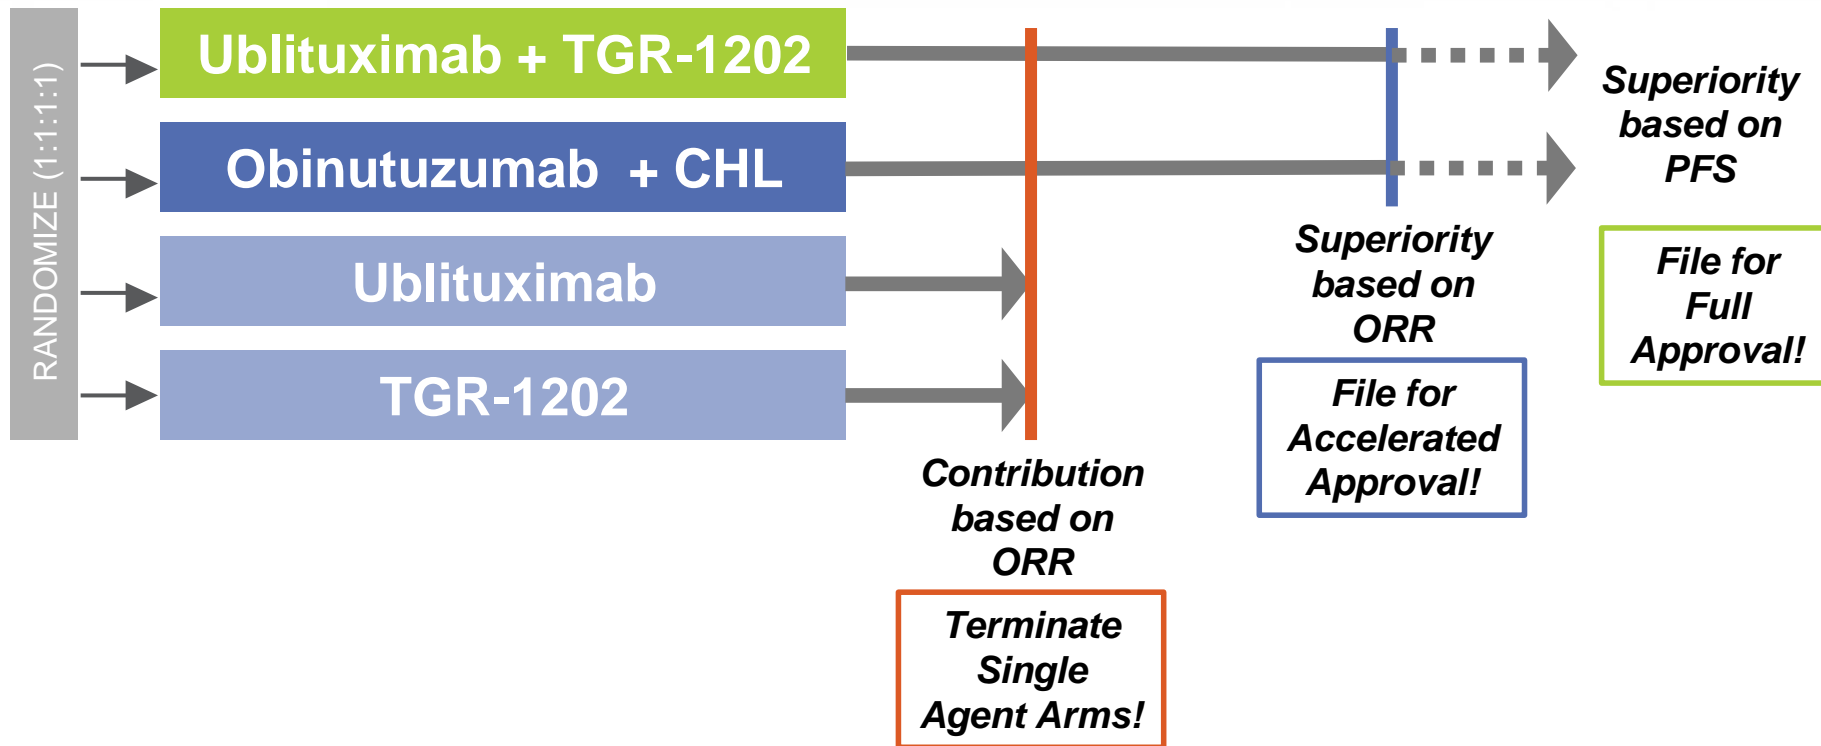 RANDOMIZE (1:1:1:1)
Ublituximab + TGR-1202
Obinutuzumab + CHL
Ublituximab
TGR-1202
Contribution
based on
ORR
Terminate
Single
Agent Arms!
Superiority
based on
ORR
File for
Accelerated
Approval!
Superiority
based on
PFS
File for
Full
Approval!